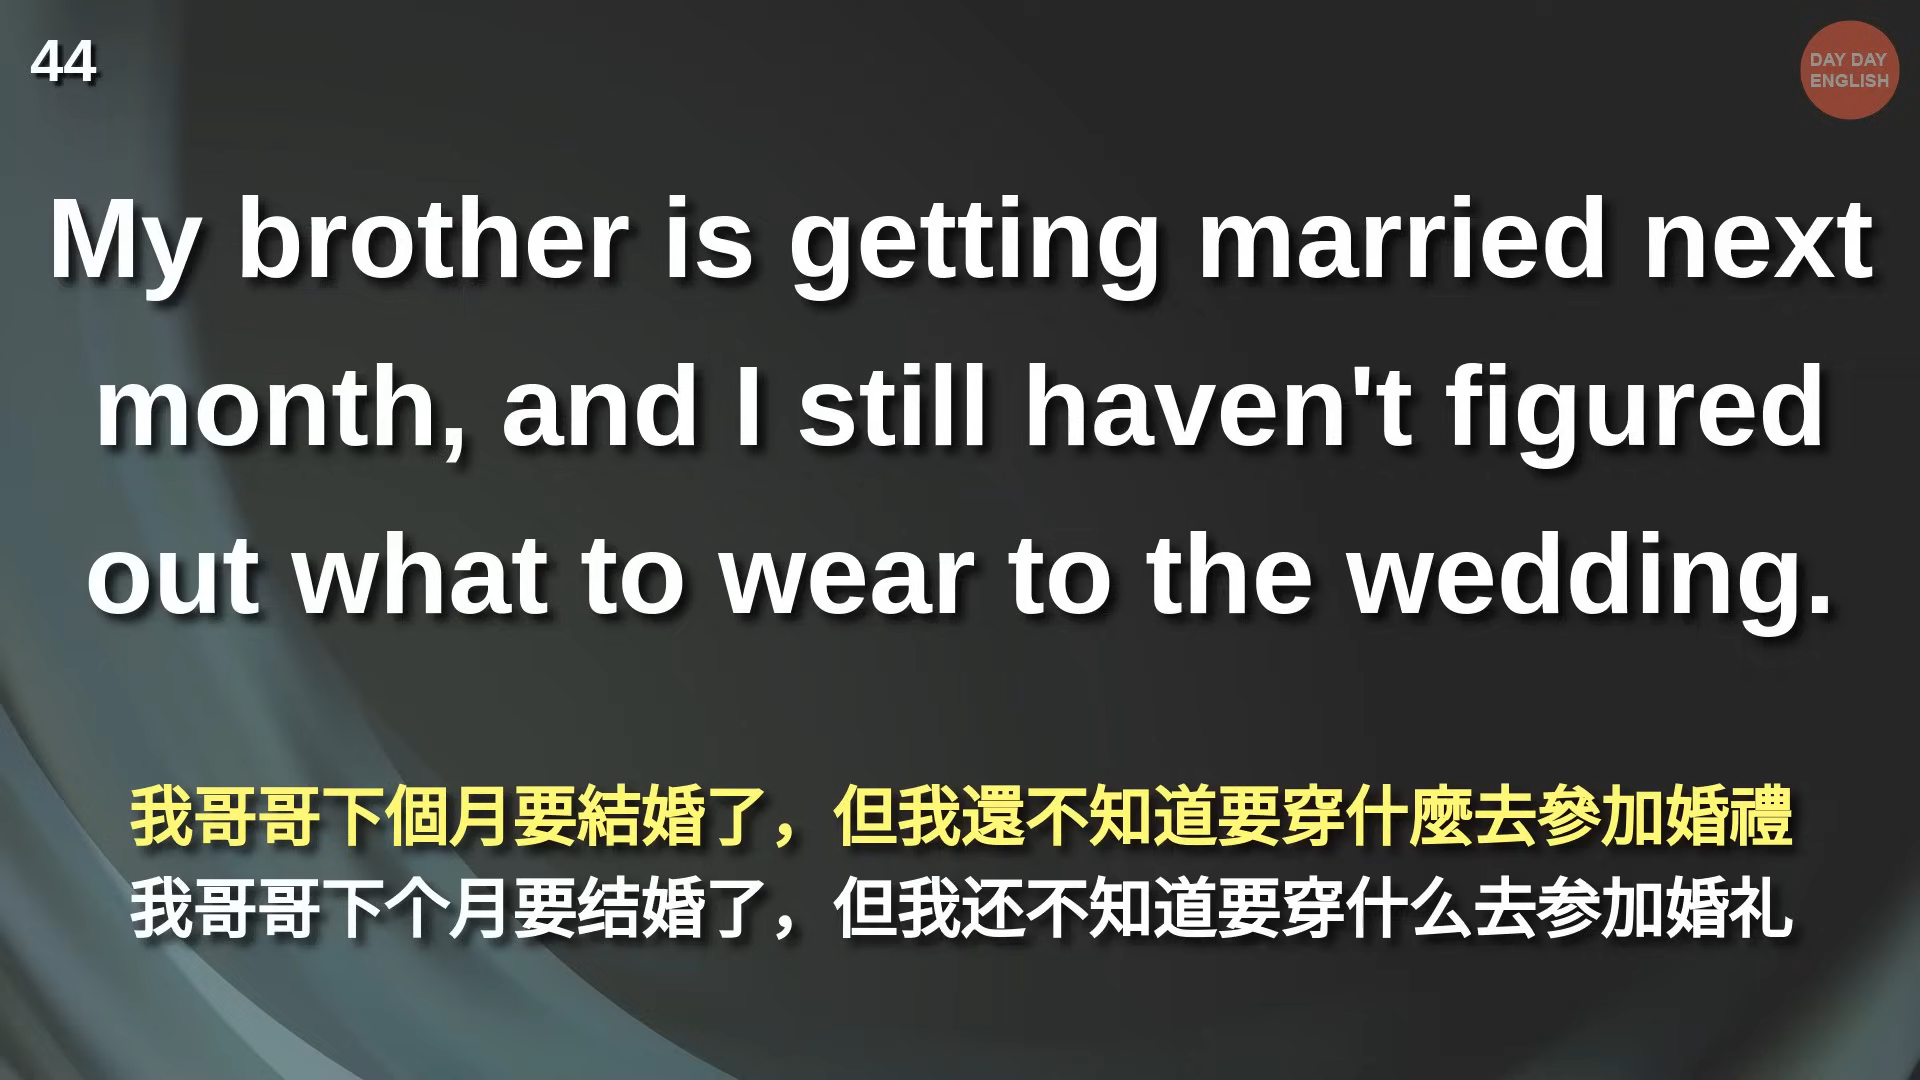 44
DAY DAY
ENGLISH
My brother is getting married next
month, and I still haven't figured
out what to wear to the wedding.
我哥哥下個月要結婚了，但我還不知道要穿什麼去參加婚禮
我哥哥下个月要结婚了，但我还不知道要穿什么去参加婚礼